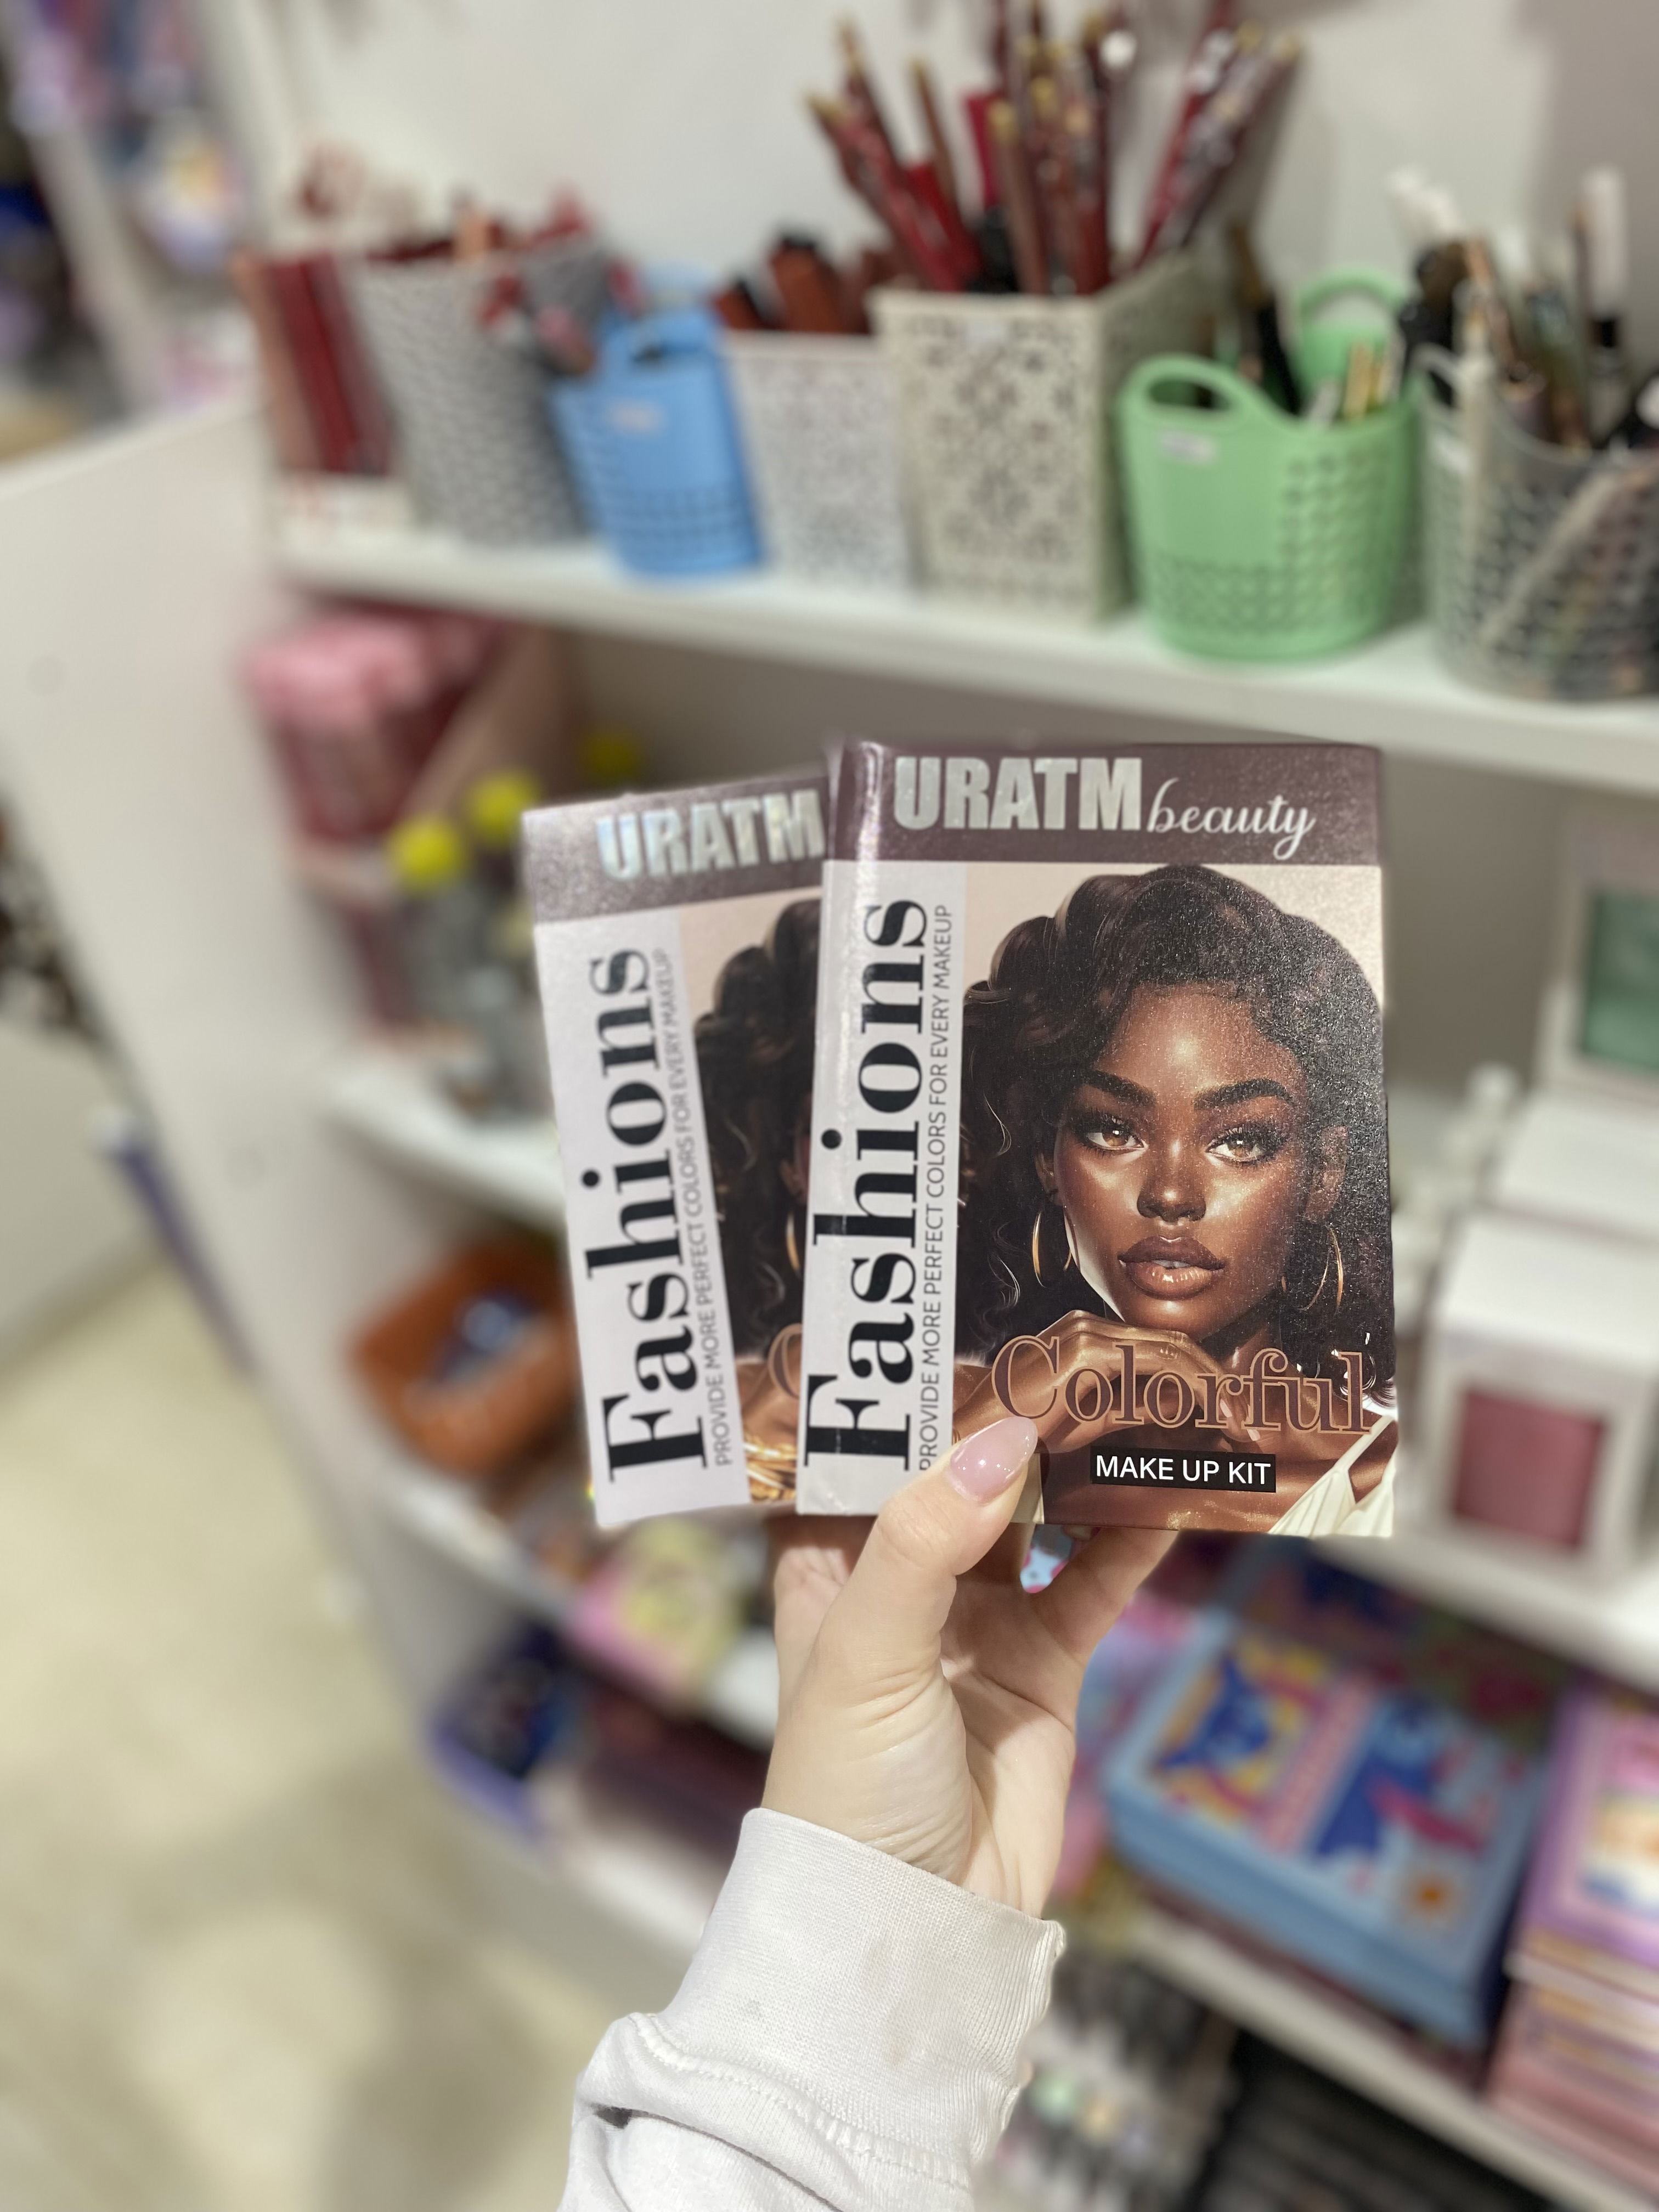 URATM
Fashions
PROVIDE MORE PERFECT COLORS FOR EVERY MAKEUP
C
URATM beauty
Fashions
PROVIDE MORE PERFECT COLORS FOR EVERY MAKEUP
Colorful
MAKE UP KIT